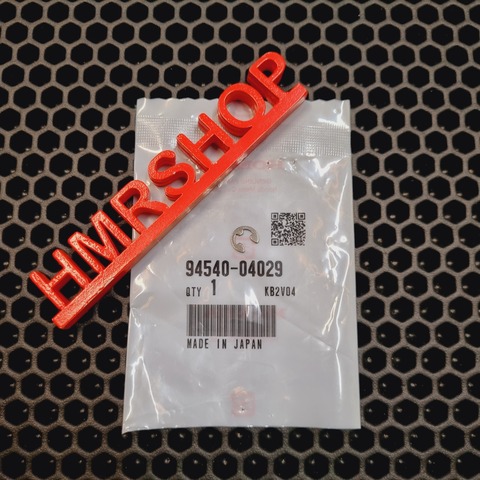 HMRSHOP
94540-04029
QTY 1 KB2V04
MADE IN JAPAN